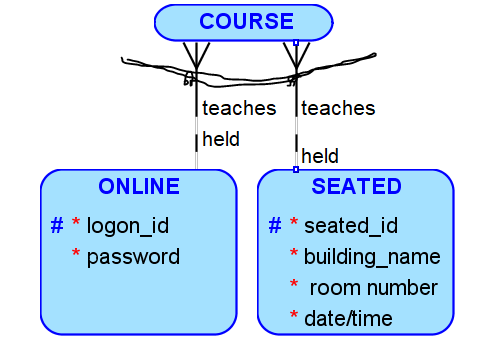 COURSE
teaches
teaches
held
held
ONLINE
SEATED
# * logon_id
* password
# * seated_id
* building_name
* room number
* date/time